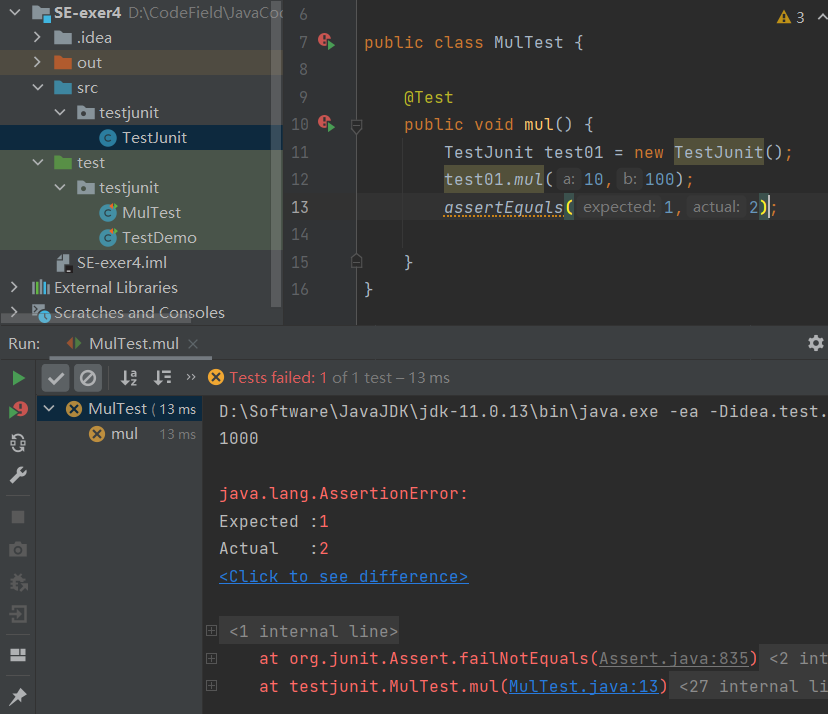 SE-exer4 D:\CodeField\JavaCo
.idea
out
src
testjunit
TestJunit
test
testjunit
MulTest
TestDemo
SE-exer4.iml
External Libraries
Scratches and Consoles
3
6
7 public class MulTest {
8
9 @Test
10 public void mul() {
11 TestJunit test01 = new TestJunit();
12 test01.mul( a: 10, b: 100);
13 assertEquals( expected: 1, actual: 2);
14
15 }
16 }
Run: MulTest.mul
Tests failed: 1 of 1 test – 13 ms
MulTest ( 13 ms
mul 13 ms
D:\Software\JavaJDK\jdk-11.0.13\bin\java.exe -ea -Didea.test.
1000
java.lang.AssertionError:
Expected :1
Actual :2
<Click to see difference>
<1 internal line>
at org.junit.Assert.failNotEquals(Assert.java:835) <2 int
at testjunit.MulTest.mul(MulTest.java:13) <27 internal li